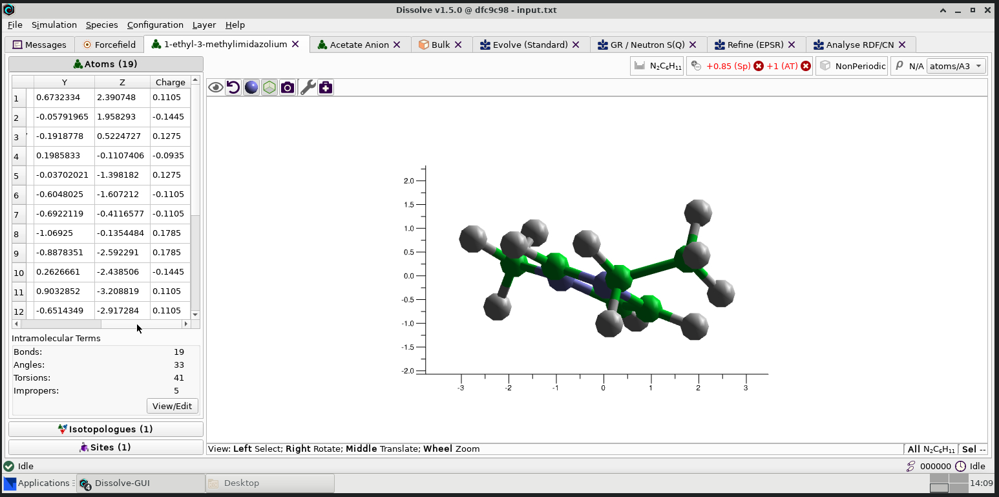 Dissolve v1.5.0 @ dfc9c98 - input.txt
File Simulation Species Configuration Layer Help
Messages Forcefield 1-ethyl-3-methylimidazolium Acetate Anion Bulk Evolve (Standard) GR / Neutron S(Q) Refine (EPSR) Analyse RDF/CN
Atoms (19)
N₂C₆H₁₁ +0.85 (Sp) +1 (AT) NonPeriodic ρ N/A atoms/A3
Y Z Charge
1 0.6732334 2.390748 0.1105
2 -0.05791965 1.958293 -0.1445
3 -0.1918778 0.5224727 0.1275
4 0.1985833 -0.1107406 -0.0935
5 -0.03702021 -1.398182 0.1275
6 -0.6048025 -1.607212 -0.1105
7 -0.6922119 -0.4116577 -0.1105
8 -1.06925 -0.1354484 0.1785
9 -0.8878351 -2.592291 0.1785
10 0.2626661 -2.438506 -0.1445
11 0.9032852 -3.208819 0.1105
12 -0.6514349 -2.917284 0.1105
Intramolecular Terms
Bonds: 19
Angles: 33
Torsions: 41
Impropers: 5
View/Edit
Isotopologues (1)
Sites (1)
2.0
1.5
1.0
0.5
0.0
-0.5
-1.0
-1.5
-2.0
-3 -2 -1 0 1 2 3
View: Left Select; Right Rotate; Middle Translate; Wheel Zoom
All N₂C₆H₁₁ Sel --
Idle
000000 Idle
Applications Dissolve-GUI Desktop
4
14:09